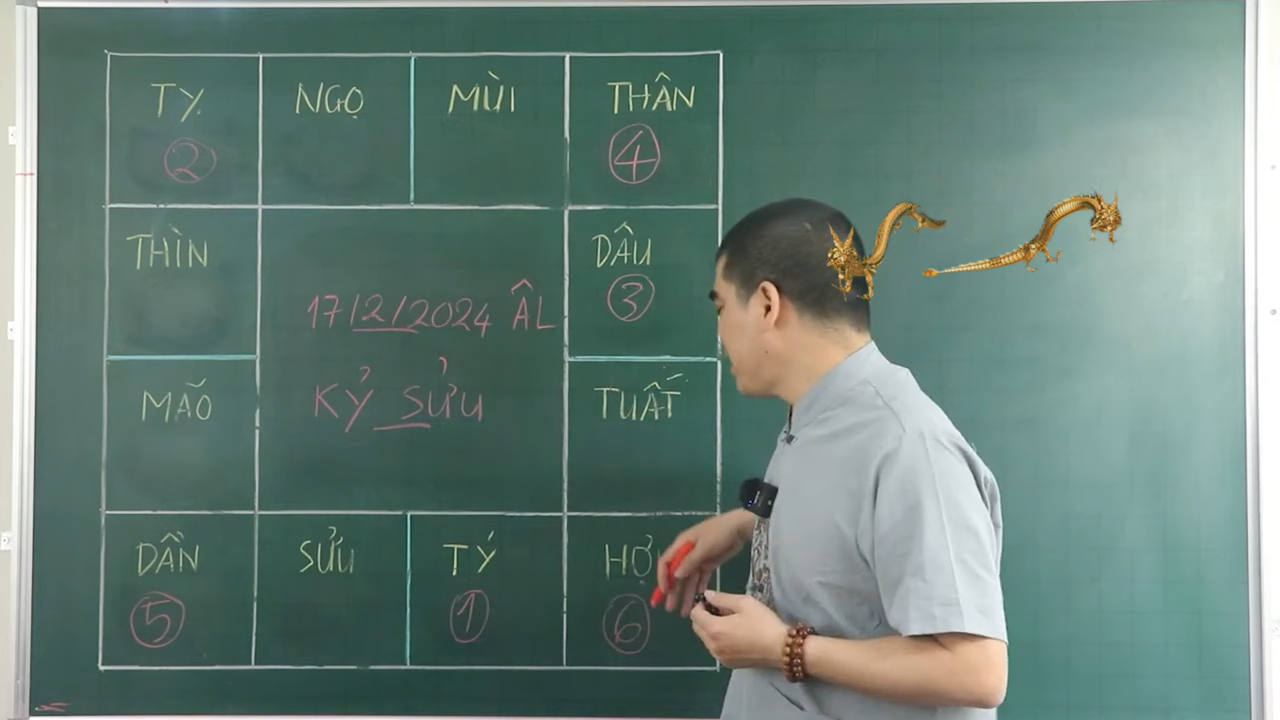 TỴ
②
NGỌ
MÙI
THÂN
④
THÌN
DẬU
③
17/2/2024 ÂL
KỶ SỬU
MÃO
TUẤT
DẦN
⑤
SỬU
TÝ
①
HỢI
⑥